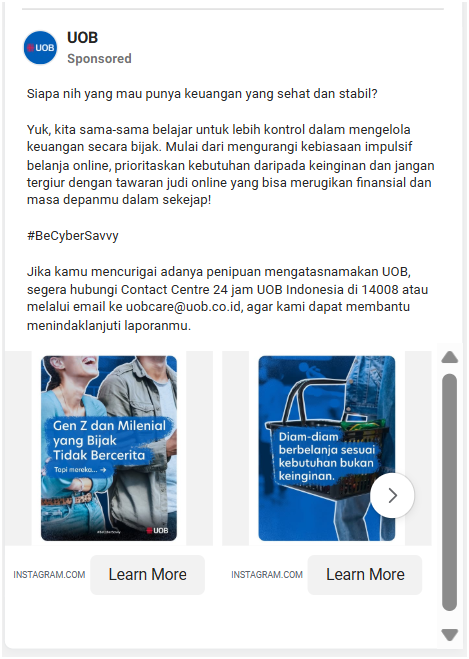 UOB
UOB
Sponsored
Siapa nih yang mau punya keuangan yang sehat dan stabil?
Yuk, kita sama-sama belajar untuk lebih kontrol dalam mengelola
keuangan secara bijak. Mulai dari mengurangi kebiasaan impulsif
belanja online, prioritaskan kebutuhan daripada keinginan dan jangan
tergiur dengan tawaran judi online yang bisa merugikan finansial dan
masa depanmu dalam sekejap!
#BeCyberSavvy
Jika kamu mencurigai adanya penipuan mengatasnamakan UOB,
segera hubungi Contact Centre 24 jam UOB Indonesia di 14008 atau
melalui email ke uobcare@uob.co.id, agar kami dapat membantu
menindaklanjuti laporanmu.
Gen Z dan Milenial
yang Bijak
Tidak Bercerita
Tapi mereka... →
#BeCyberSavvy
UOB
Diam-diam
berbelanja sesuai
kebutuhan bukan
keinginan.
INSTAGRAM.COM
Learn More
INSTAGRAM.COM
Learn More